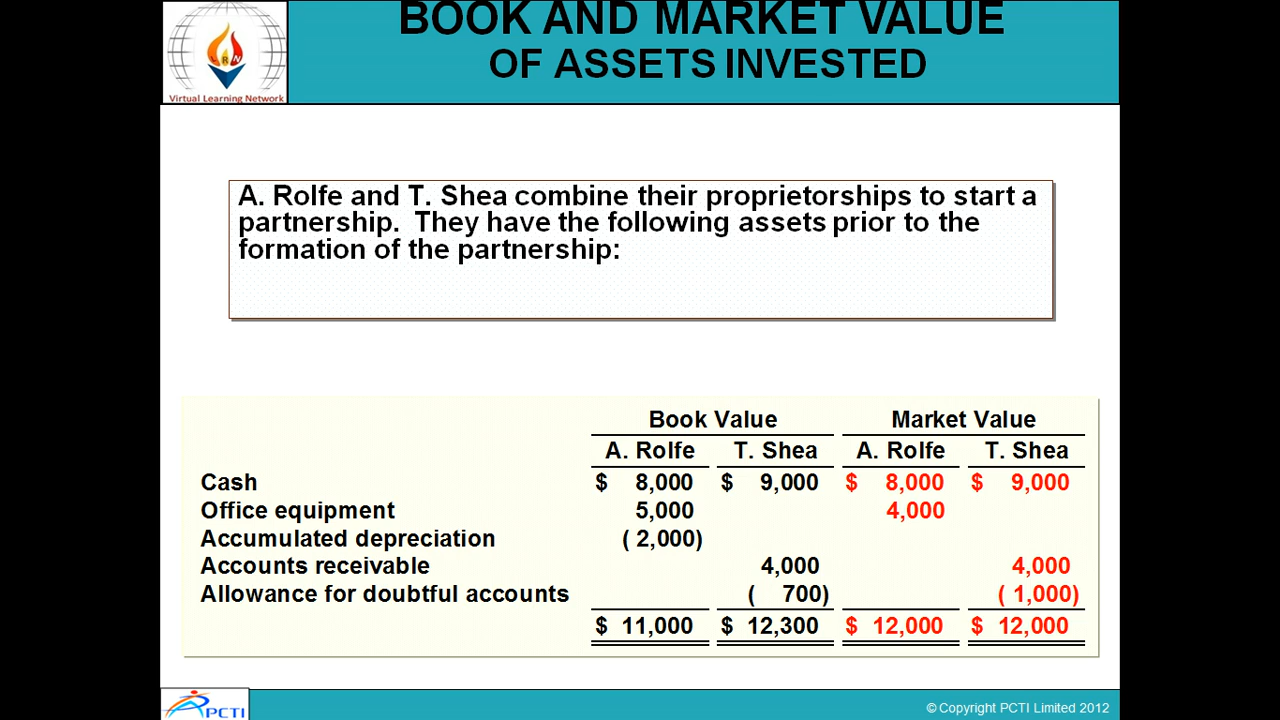 BOOK AND MARKET VALUE
OF ASSETS INVESTED
LRN
Virtual Learning Network
A. Rolfe and T. Shea combine their proprietorships to start a
partnership. They have the following assets prior to the
formation of the partnership:
Book Value Market Value
A. Rolfe T. Shea A. Rolfe T. Shea
Cash $ 8,000 $ 9,000 $ 8,000 $ 9,000
Office equipment 5,000 4,000
Accumulated depreciation ( 2,000)
Accounts receivable 4,000 4,000
Allowance for doubtful accounts ( 700) ( 1,000)
$ 11,000 $ 12,300 $ 12,000 $ 12,000
PCTI
© Copyright PCTI Limited 2012